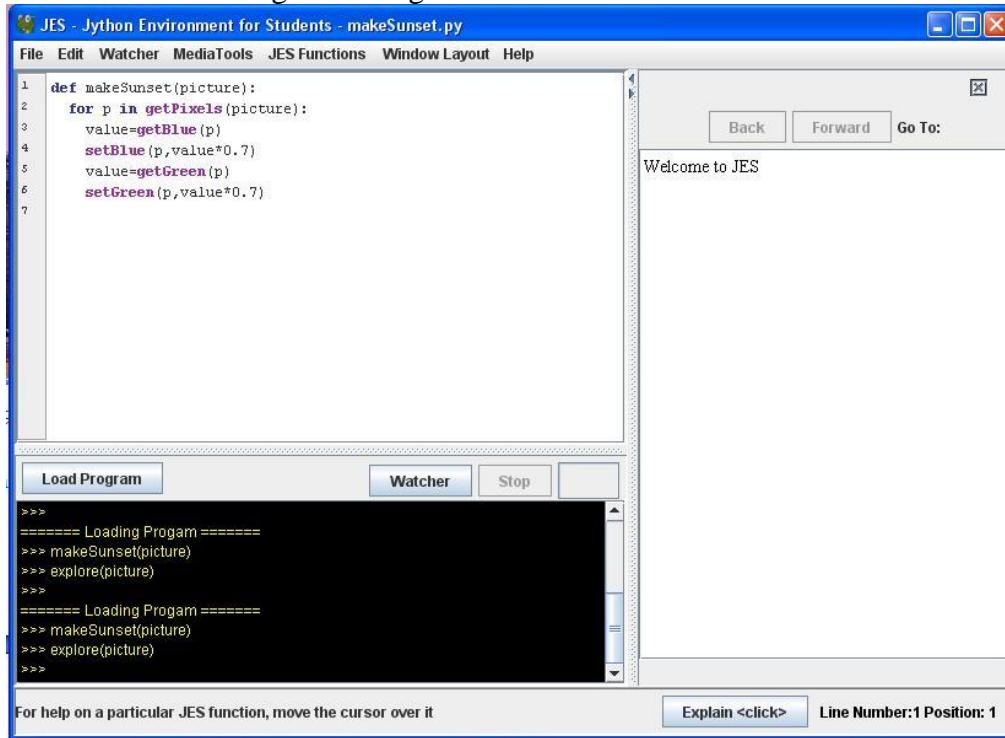 JES - Jython Environment for Students - makeSunset.py
File Edit Watcher MediaTools JES Functions Window Layout Help
1 def makeSunset(picture):
2 for p in getPixels(picture):
3 value=getBlue(p)
4 setBlue(p,value*0.7)
5 value=getGreen(p)
6 setGreen(p,value*0.7)
7
Back Forward Go To:
Welcome to JES
Load Program Watcher Stop
>>>
======= Loading Progam =======
>>> makeSunset(picture)
>>> explore(picture)
>>>
======= Loading Progam =======
>>> makeSunset(picture)
>>> explore(picture)
>>>
For help on a particular JES function, move the cursor over it
Explain <click> Line Number:1 Position: 1